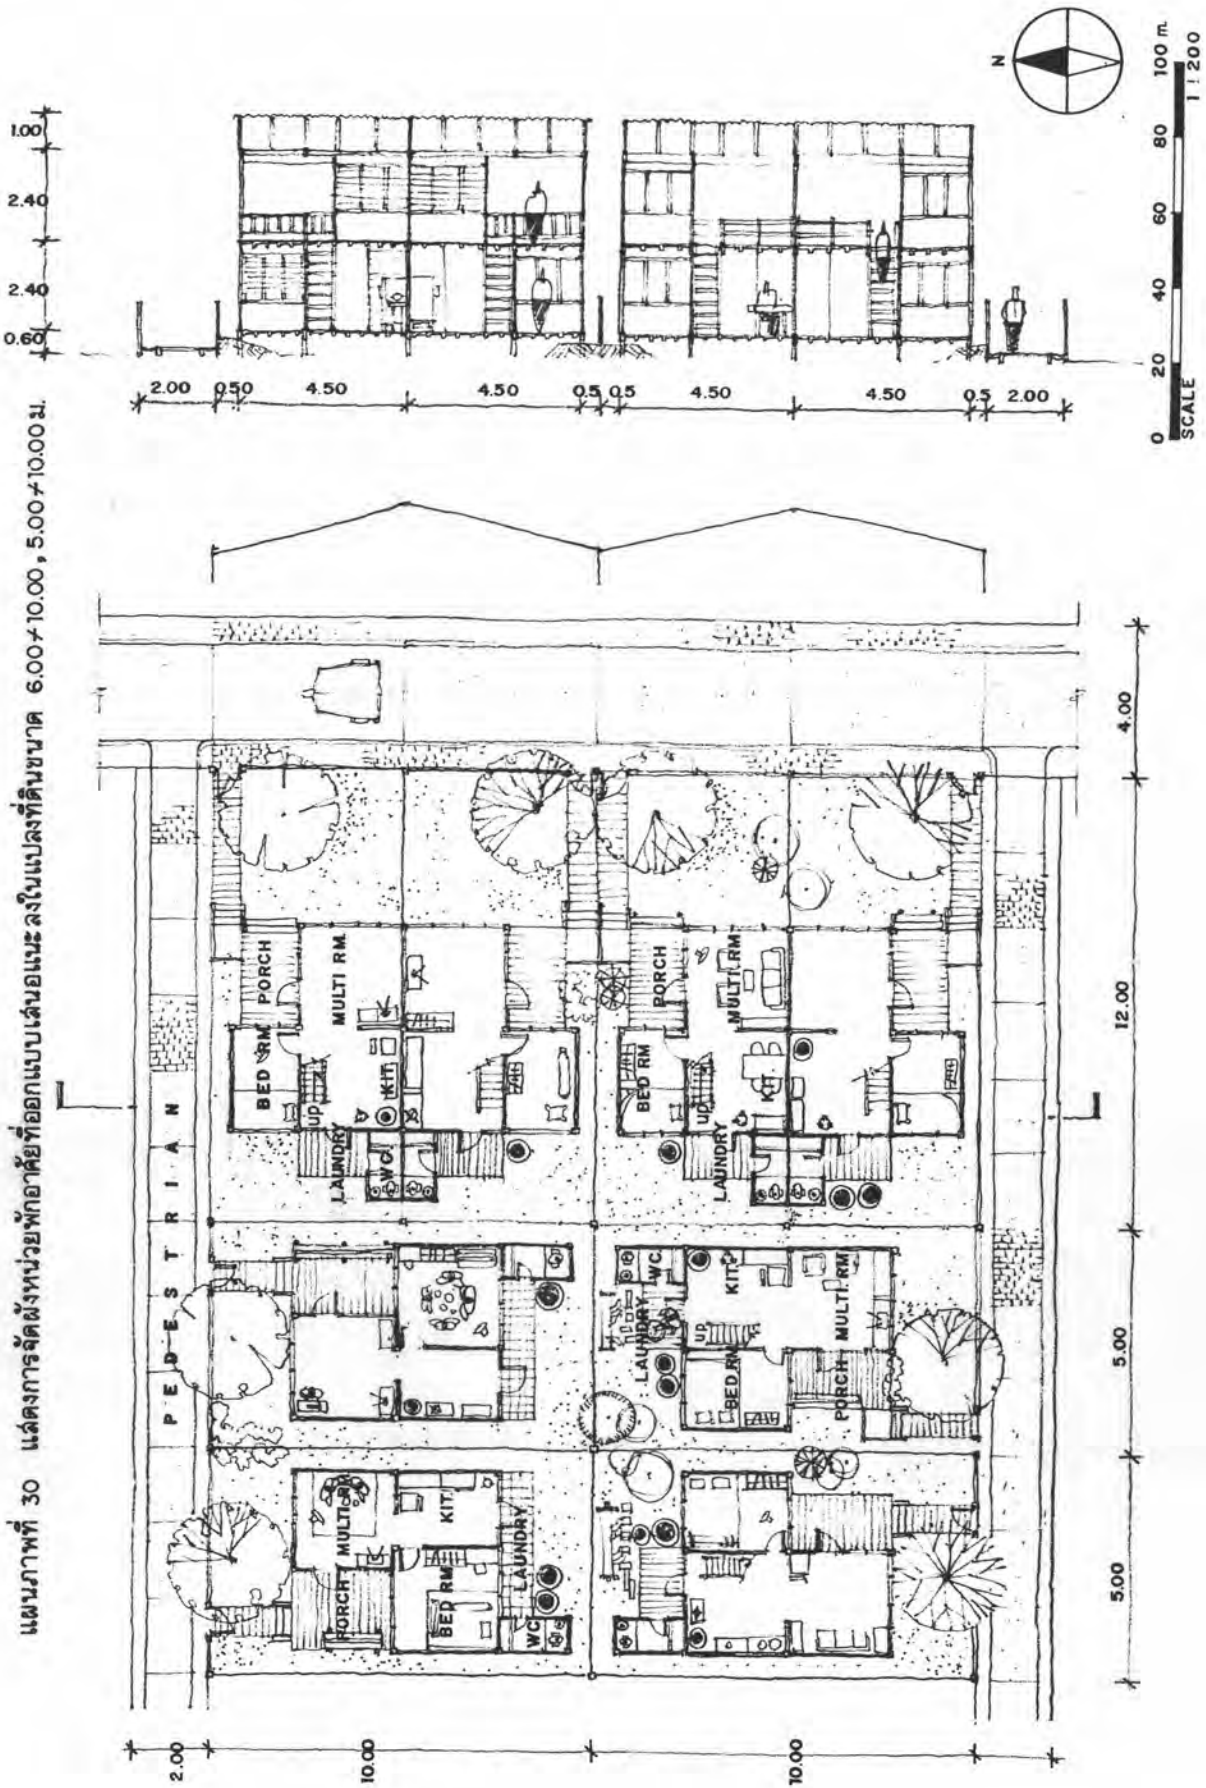 แผนภาพที่ 30 แสดงการจัดผังหน่วยพักอาศัยที่ออกแบบเสนอแนะลงในแปลงที่ดินขนาด 6.00×10.00, 5.00×10.00ม.
1.00
2.40
2.40
0.60
2.00 0.50 4.50 4.50 0.5 0.5 4.50 4.50 0.5 2.00
N
0 20 40 60 80 100 m.
SCALE 1:200
PEDESTRIAN
PORCH
BED RM
MULTI RM.
UP
KIT.
LAUNDRY
WC.
PORCH
BED RM
MULTI.RM
UP
KIT
LAUNDRY
MULTI RM
KIT.
PORCH
BED RM
LAUNDRY
WC
WC.
KIT.
LAUNDRY
UP
MULTI. RM
BED.RM
PORCH
4.00
12.00
5.00
5.00
2.00
10.00
10.00